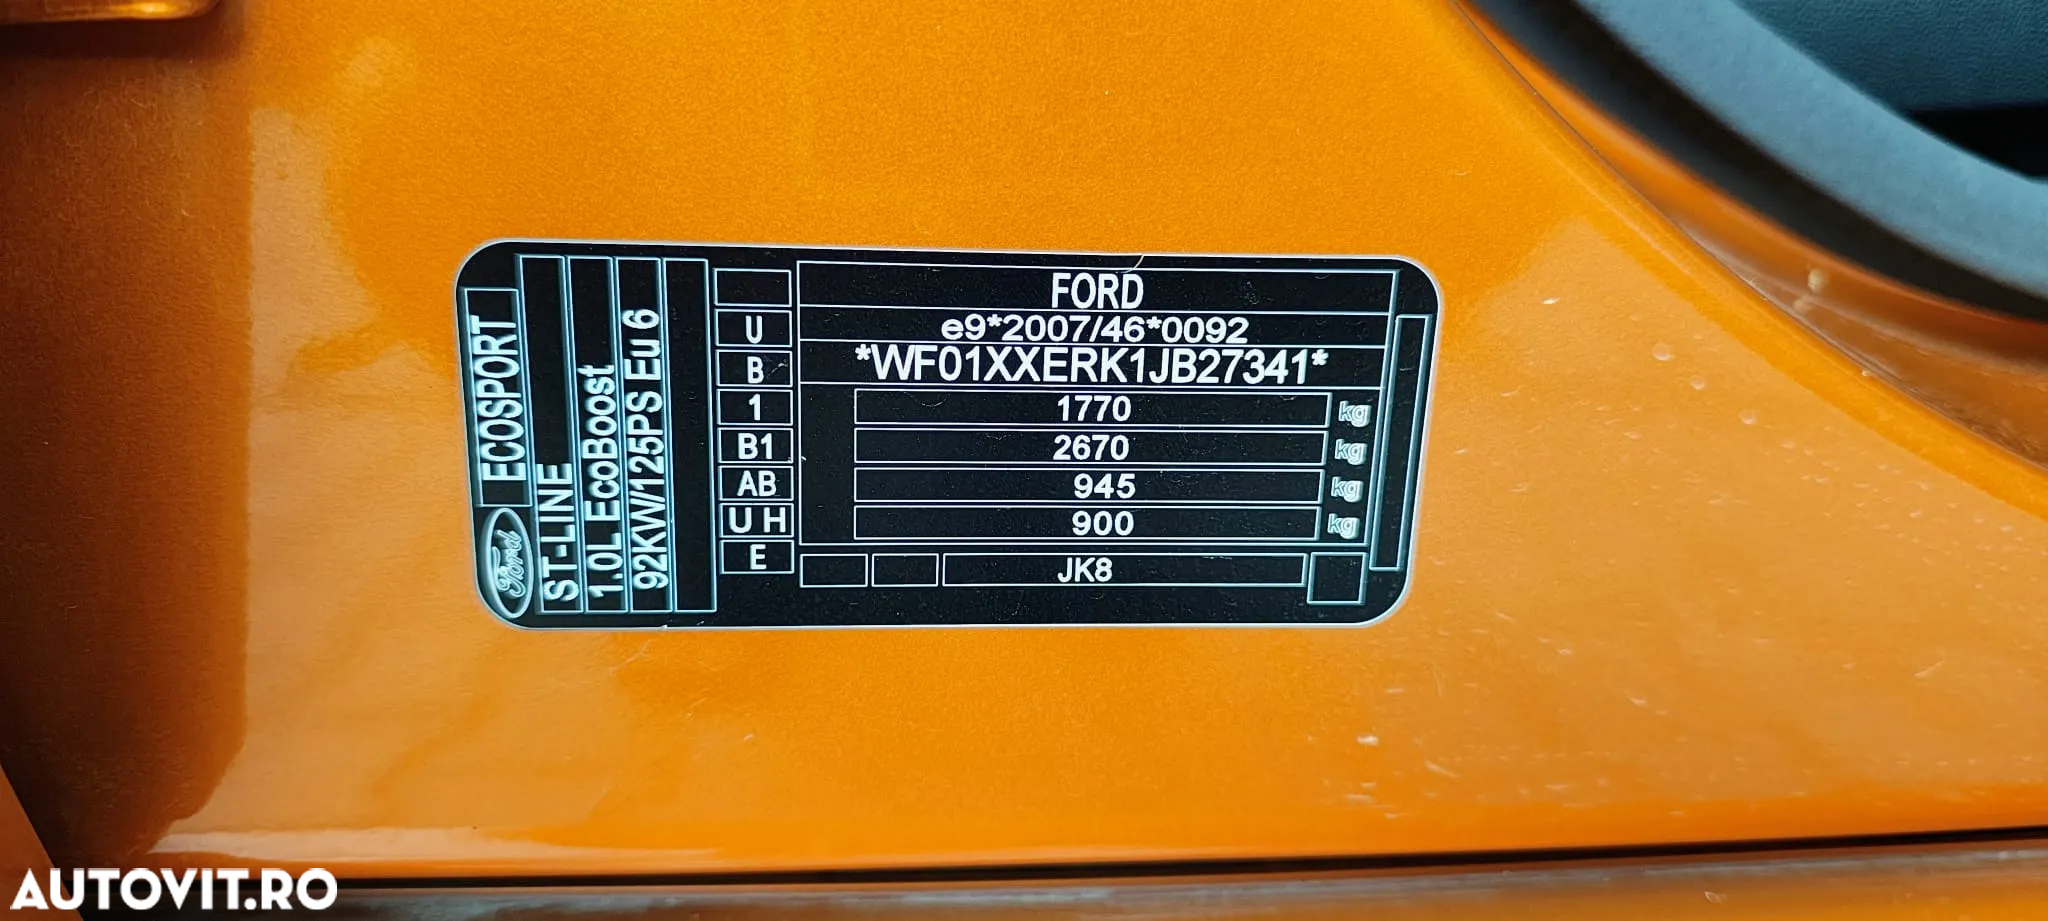 FORD
U e9*2007/46*0092
B *WF01XXERK1JB27341*
1 1770 kg
B1 2670 kg
AB 945 kg
U H 900 kg
E JK8
Ford ECOSPORT
ST-LINE
1.0L EcoBoost
92KW/125PS Eu 6
AUTOVIT.RO